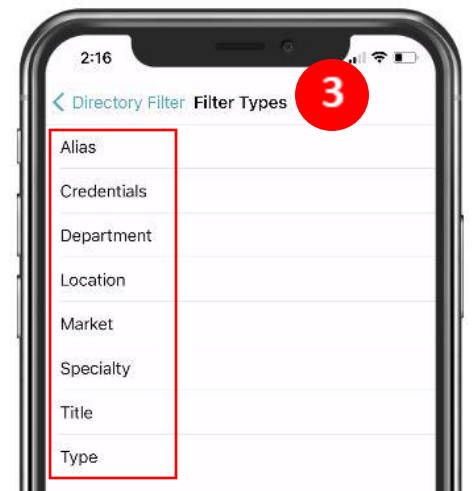 2:16
Directory Filter Filter Types
3
Alias
Credentials
Department
Location
Market
Specialty
Title
Type